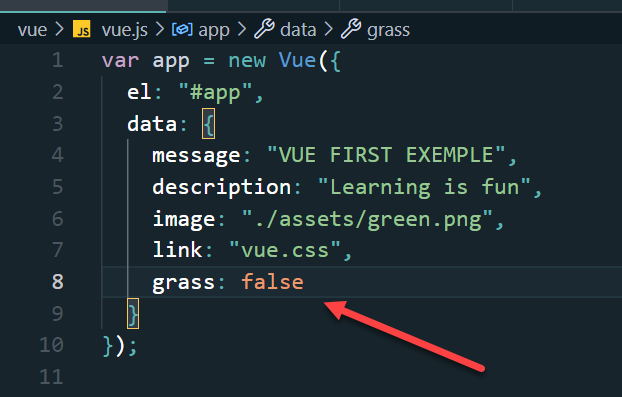 vue > JS vue.js > app > data > grass
1 var app = new Vue({
2 el: "#app",
3 data: {
4 message: "VUE FIRST EXEMPLE",
5 description: "Learning is fun",
6 image: "./assets/green.png",
7 link: "vue.css",
8 grass: false
9 }
10 });
11